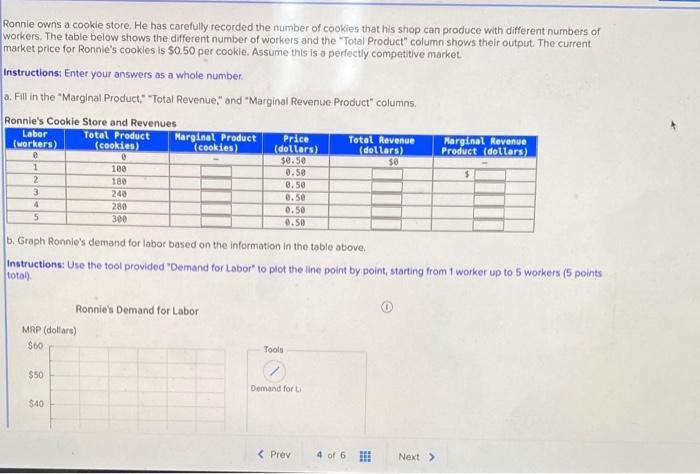 Ronnie owns a cookie store. He has carefully recorded the number of cookies that his shop can produce with different numbers of
workers. The table below shows the different number of workers and the "Total Product" column shows their output. The current
market price for Ronnie's cookies is $0.50 per cookie. Assume this is a perfectly competitive market.
Instructions: Enter your answers as a whole number.
a. Fill in the "Marginal Product," "Total Revenue," and "Marginal Revenue Product" columns.
Ronnie's Cookie Store and Revenues
Labor (workers) Total Product (cookies) Marginal Product (cookies) Price (dollars) Total Revenue (dollars) Marginal Revenue Product (dollars)
0 0 - $0.50 $0 -
1 100 0.50 $
2 180 0.50
3 240 0.50
4 280 0.50
5 300 0.50
b. Graph Ronnie's demand for labor based on the information in the table above.
Instructions: Use the tool provided "Demand for Labor" to plot the line point by point, starting from 1 worker up to 5 workers (5 points
total).
Ronnie's Demand for Labor
MRP (dollars)
$60
$50
$40
Tools
Demand for L
< Prev 4 of 6 Next >